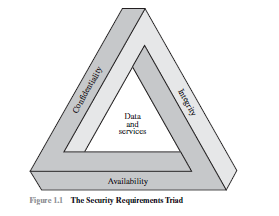 Confidentiality
Integrity
Data
and
services
Availability
Figure 1.1 The Security Requirements Triad